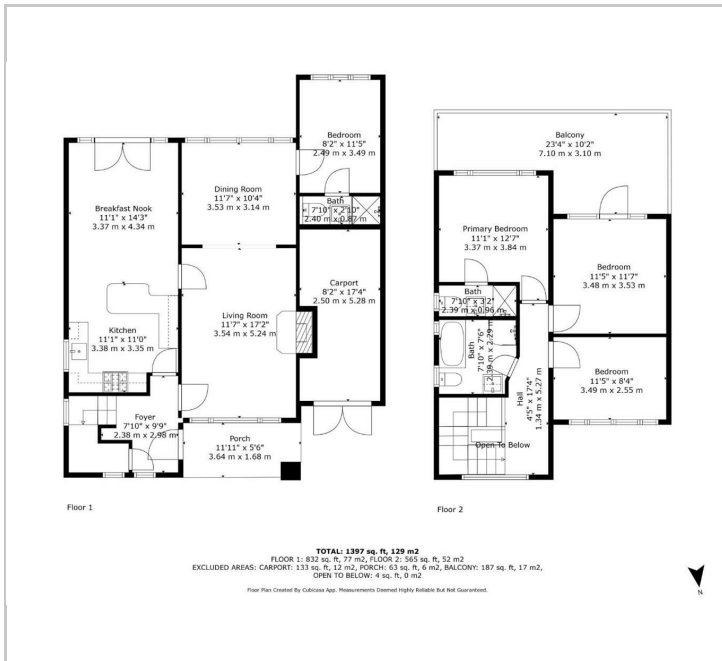 Bedroom
8'2" x 11'5"
2.49 m x 3.49 m
Bath
7'10" x 2'10"
2.40 m x 0.87 m
Breakfast Nook
11'1" x 14'3"
3.37 m x 4.34 m
Dining Room
11'7" x 10'4"
3.53 m x 3.14 m
Carport
8'2" x 17'4"
2.50 m x 5.28 m
Living Room
11'7" x 17'2"
3.54 m x 5.24 m
Kitchen
11'1" x 11'0"
3.38 m x 3.35 m
Foyer
7'10" x 9'9"
2.38 m x 2.98 m
Porch
11'11" x 5'6"
3.64 m x 1.68 m
Floor 1
Balcony
23'4" x 10'2"
7.10 m x 3.10 m
Primary Bedroom
11'1" x 12'7"
3.37 m x 3.84 m
Bedroom
11'5" x 11'7"
3.48 m x 3.53 m
Bath
7'10" x 3'2"
2.39 m x 0.96 m
Bath
7'10" x 7'6"
2.39 m x 2.29 m
Bedroom
11'5" x 8'4"
3.49 m x 2.55 m
Hall
4'5" x 17'4"
1.34 m x 5.27 m
Open To Below
Floor 2
TOTAL: 1397 sq. ft, 129 m2
FLOOR 1: 832 sq. ft, 77 m2, FLOOR 2: 565 sq. ft, 52 m2
EXCLUDED AREAS: CARPORT: 133 sq. ft, 12 m2, PORCH: 63 sq. ft, 6 m2, BALCONY: 187 sq. ft, 17 m2,
OPEN TO BELOW: 4 sq. ft, 0 m2
Floor Plan Created By Cubicasa App. Measurements Deemed Highly Reliable But Not Guaranteed.
N